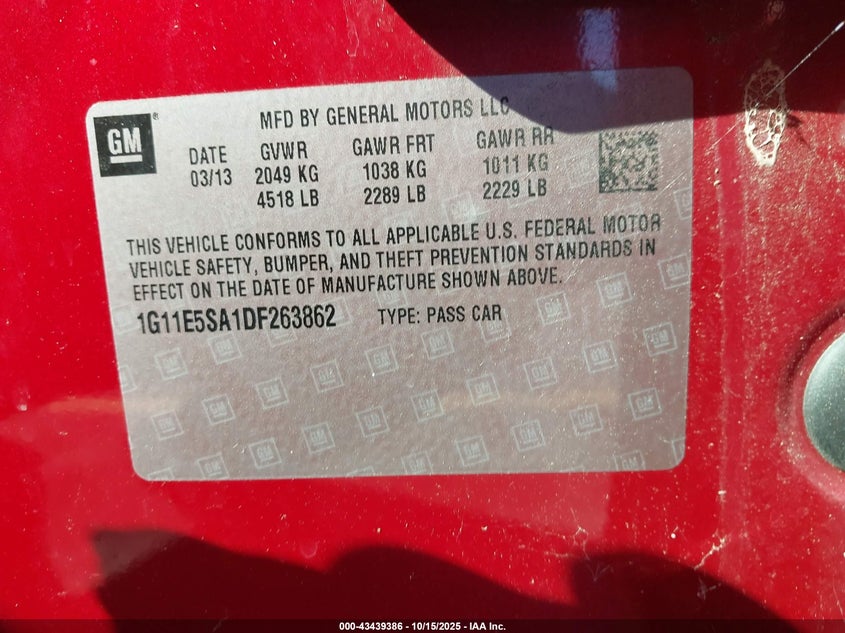 MFD BY GENERAL MOTORS LLC
GM®
DATE GVWR GAWR FRT GAWR RR
03/13 2049 KG 1038 KG 1011 KG
4518 LB 2289 LB 2229 LB
THIS VEHICLE CONFORMS TO ALL APPLICABLE U.S. FEDERAL MOTOR
VEHICLE SAFETY, BUMPER, AND THEFT PREVENTION STANDARDS IN
EFFECT ON THE DATE OF MANUFACTURE SHOWN ABOVE.
1G11E5SA1DF263862 TYPE: PASS CAR
000-43439386 - 10/15/2025 - IAA Inc.